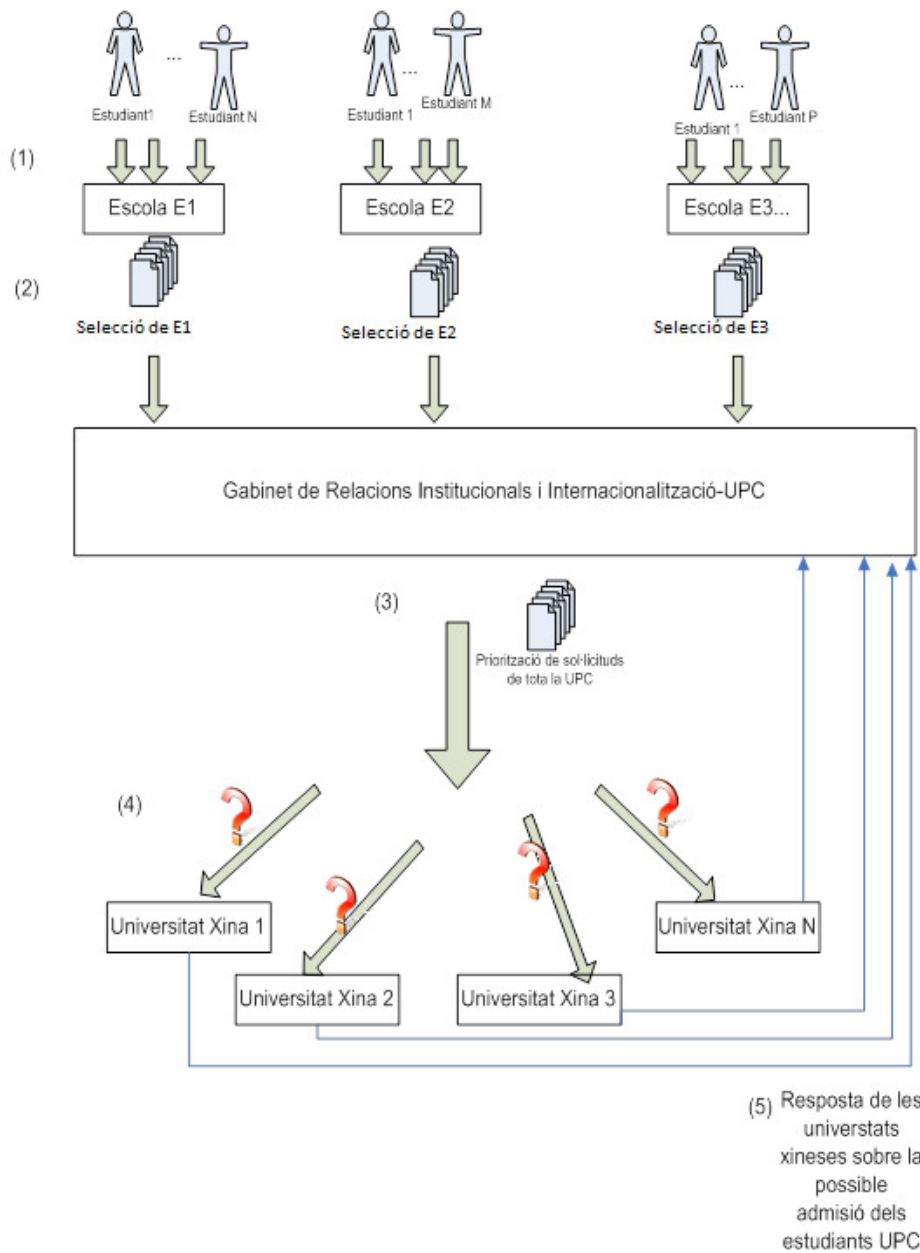 ...
...
...
Estudiant1
Estudiant N
Estudiant 1
Estudiant M
Estudiant 1
Estudiant P
(1)
Escola E1
Escola E2
Escola E3...
(2)
Selecció de E1
Selecció de E2
Selecció de E3
Gabinet de Relacions Institucionals i Internacionalització-UPC
(3)
Priorització de sol·licituds
de tota la UPC
(4)
?
?
?
?
Universitat Xina 1
Universitat Xina N
Universitat Xina 2
Universitat Xina 3
(5) Resposta de les
universtats
xineses sobre la
possible
admisió dels
estudiants UPC